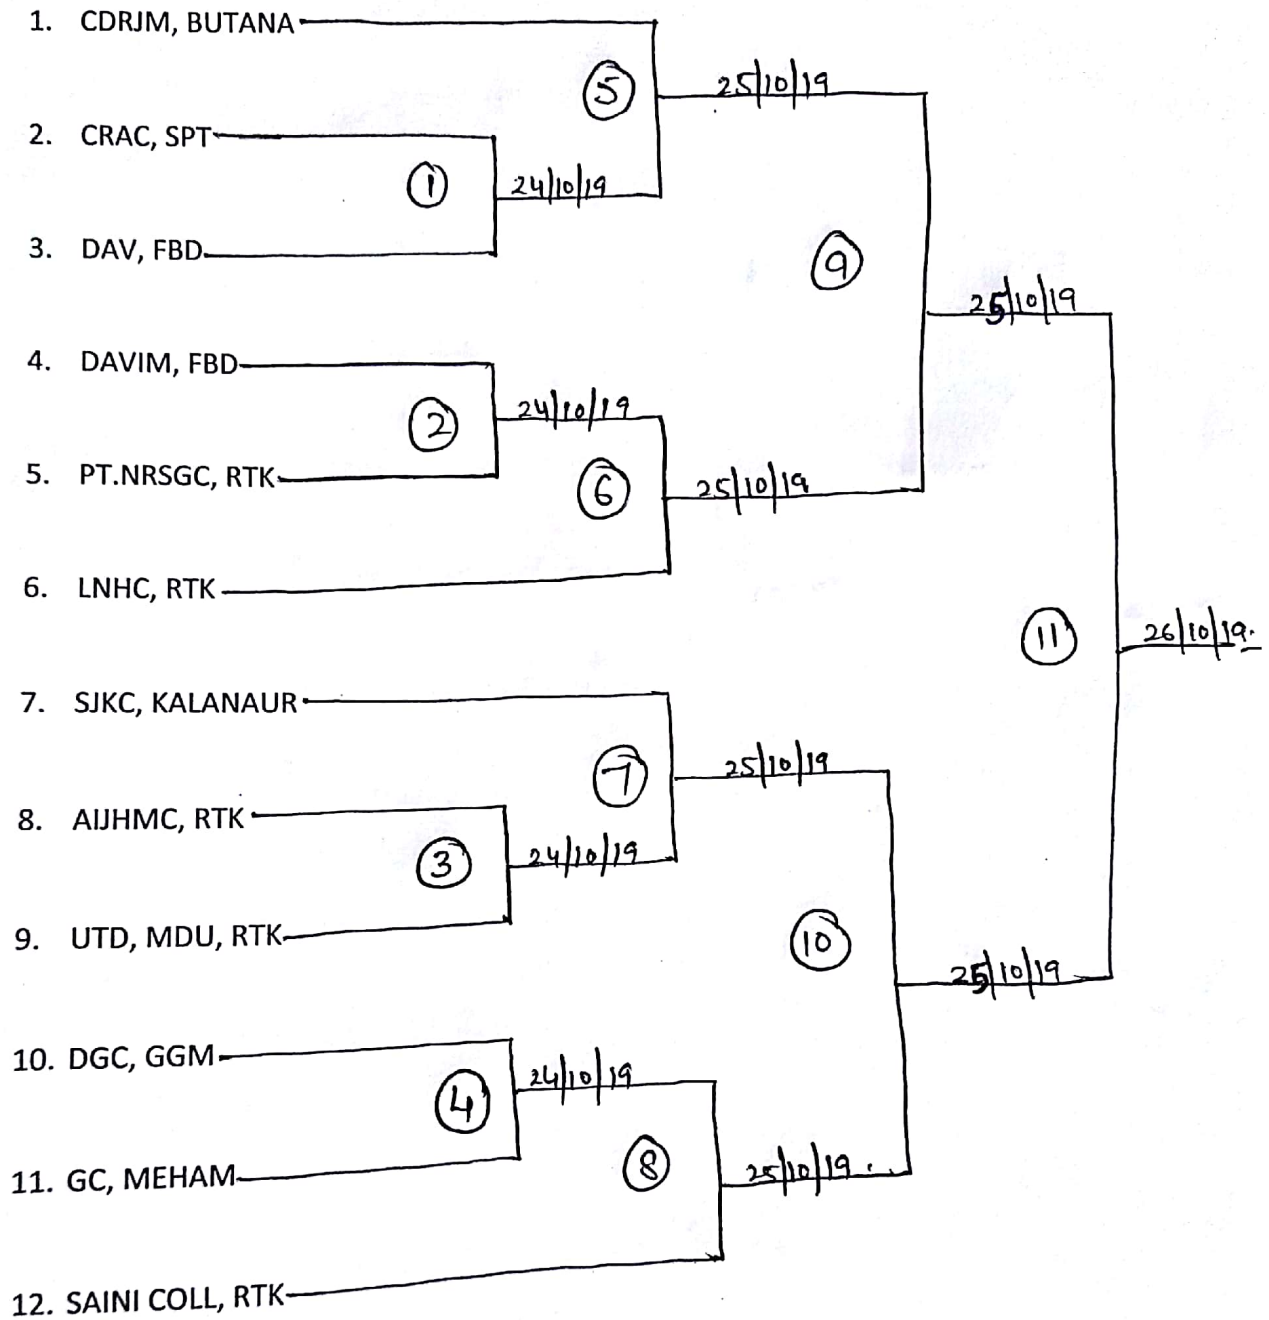 1. CDRJM, BUTANA
5
25/10/19
2. CRAC, SPT
1
24/10/19
3. DAV, FBD
9
25/10/19
4. DAVIM, FBD
2
24/10/19
5. PT.NRSGC, RTK
6
25/10/19
6. LNHC, RTK
11
26/10/19.
7. SJKC, KALANAUR
7
25/10/19
8. AIJHMC, RTK
3
24/10/19
9. UTD, MDU, RTK
10
25/10/19
10. DGC, GGM
4
24/10/19
11. GC, MEHAM
8
25/10/19
12. SAINI COLL, RTK